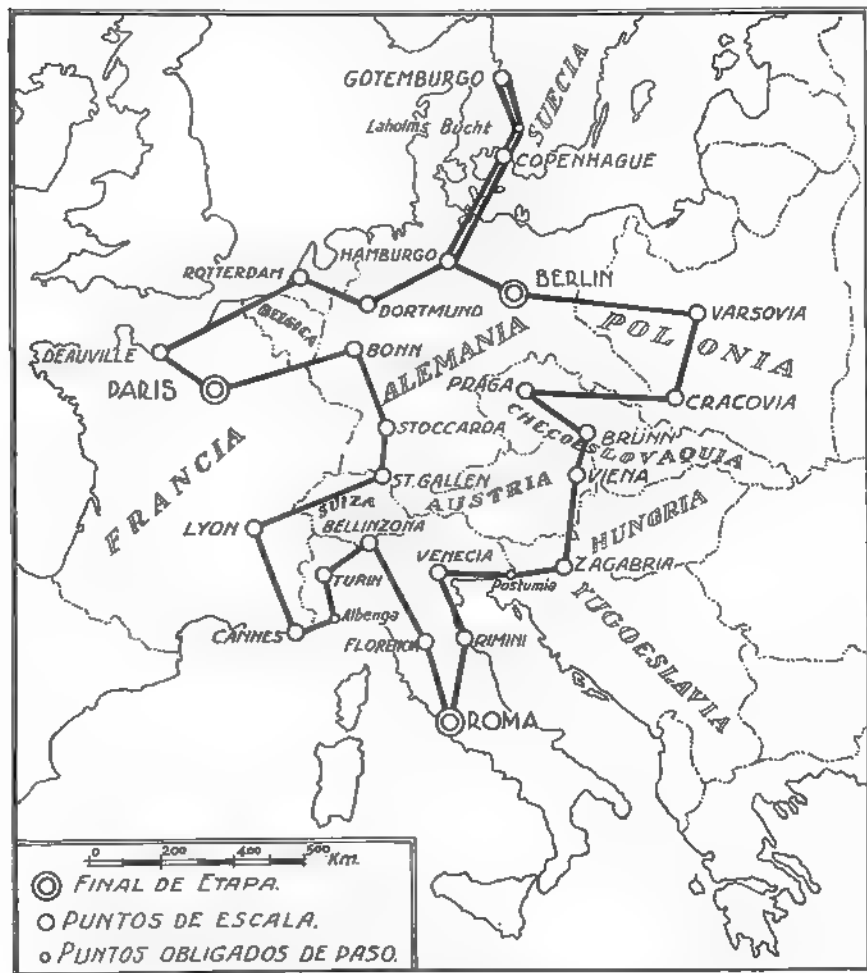 GOTEMBURGO
SUECIA
Laholms Bucht
COPENHAGUE
HAMBURGO
ROTTERDAM
BERLIN
DORTMUND
VARSOVIA
BELGICA
POLONIA
DEAUVILLE
BONN
ALEMANIA
PARIS
PRAGA
CRACOVIA
STOCCARDA
BRÜNN
CHECOESLOVAQUIA
FRANCIA
ST. GALLEN
VIENA
SUIZA
AUSTRIA
LYON
BELLINZONA
HUNGRIA
VENECIA
ZAGABRIA
TURIN
Postumia
Albenga
CANNES
FLORENCIA
RIMINI
YUGOESLAVIA
ROMA
0 200 400 500
Km.
FINAL DE ETAPA.
PUNTOS DE ESCALA.
PUNTOS OBLIGADOS DE PASO.